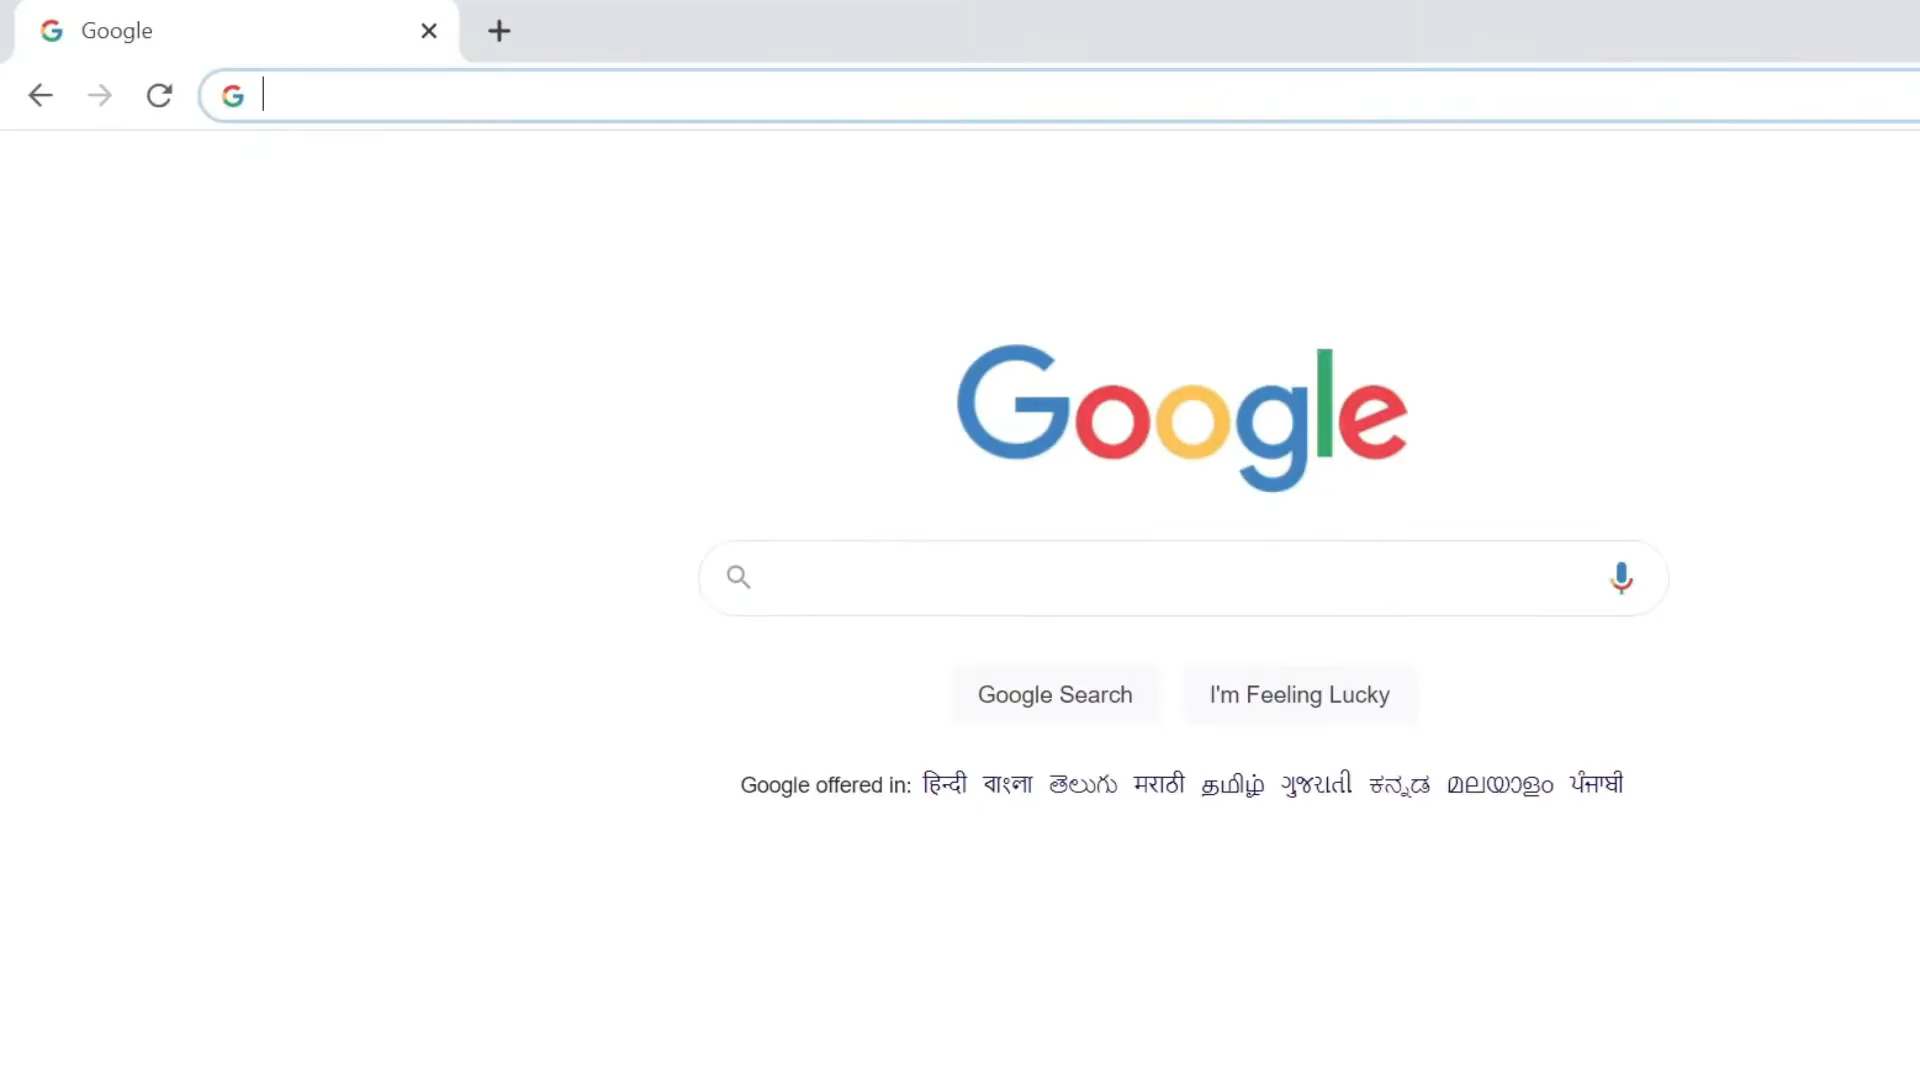 Google
Google
Google Search I'm Feeling Lucky
Google offered in: हिन्दी বাংলা తెలుగు मराठी தமிழ் ગુજરાતી ಕನ್ನಡ മലയാളം ਪੰਜਾਬੀ